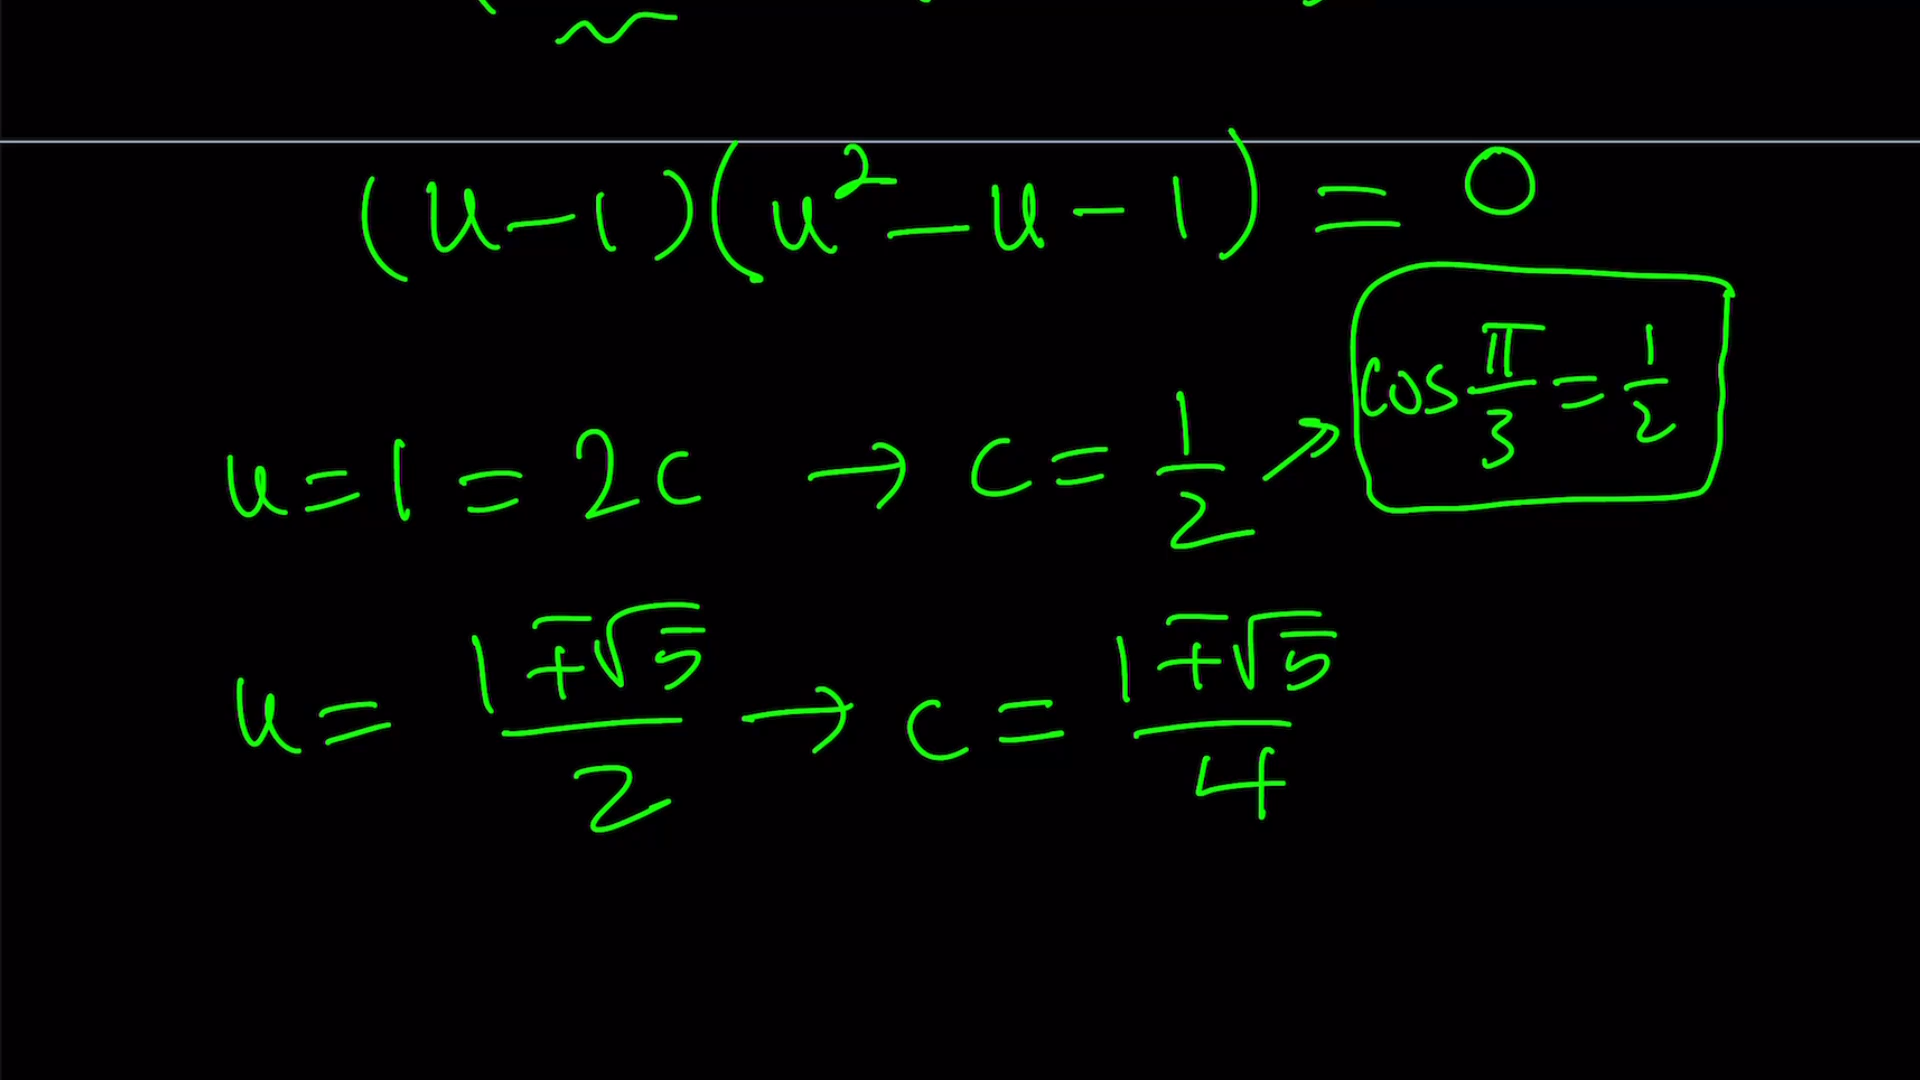 (u-1)(u²-u-1) = 0
cos π/3 = 1/2
u = 1 = 2c → c = 1/2 ↗
u = (1∓√5)/2 → c = (1∓√5)/4